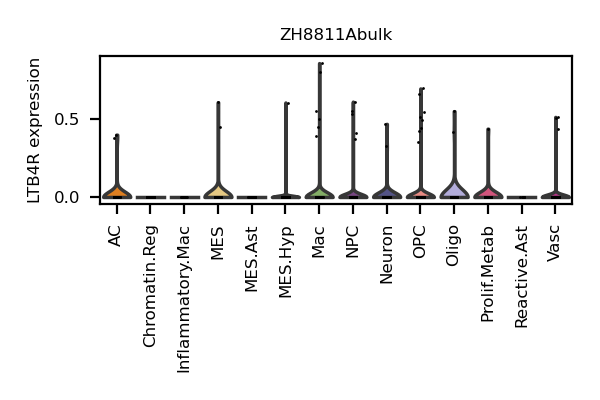 ZH8811Abulk
LTB4R expression
0.5
0.0
AC
Chromatin.Reg
Inflammatory.Mac
MES
MES.Ast
MES.Hyp
Mac
NPC
Neuron
OPC
Oligo
Prolif.Metab
Reactive.Ast
Vasc